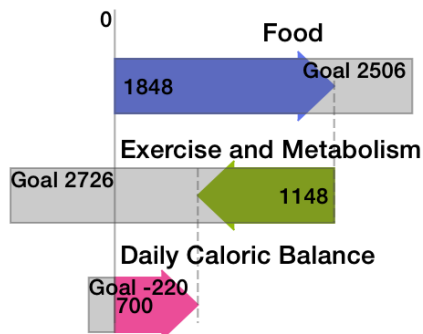 0
Food
Goal 2506
1848
Exercise and Metabolism
Goal 2726
1148
Daily Caloric Balance
Goal -220
700